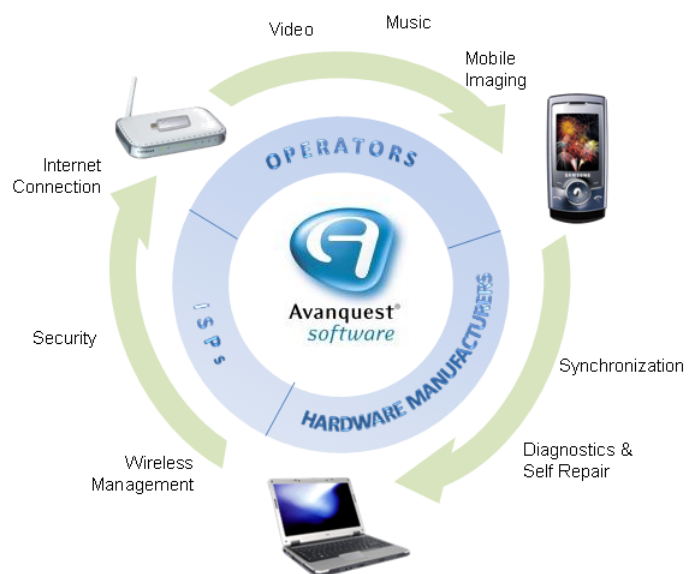 Video
Music
Mobile
Imaging
Internet
Connection
OPERATORS
SAMSUNG
Avanquest®
software
ISPs
HARDWARE MANUFACTURERS
Security
Synchronization
Wireless
Management
Diagnostics &
Self Repair